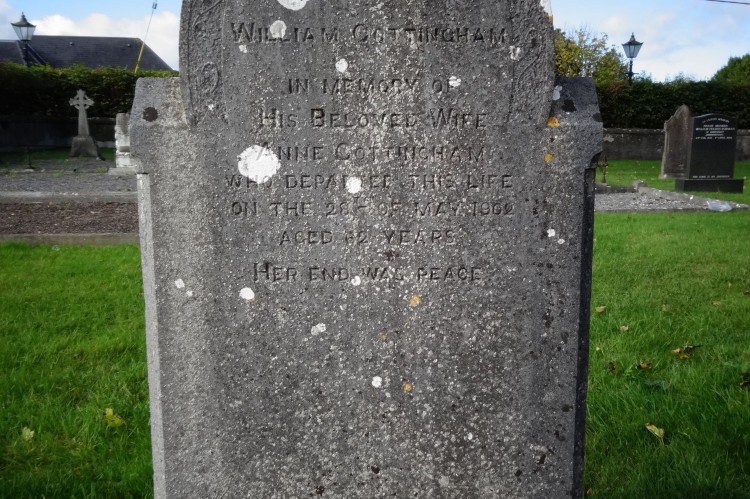 William Cottingham
IN MEMORY OF
His Beloved Wife
Anne Cottingham
WHO DEPARTED THIS LIFE
ON THE OF MAY
AGED YEARS
Her end was peace